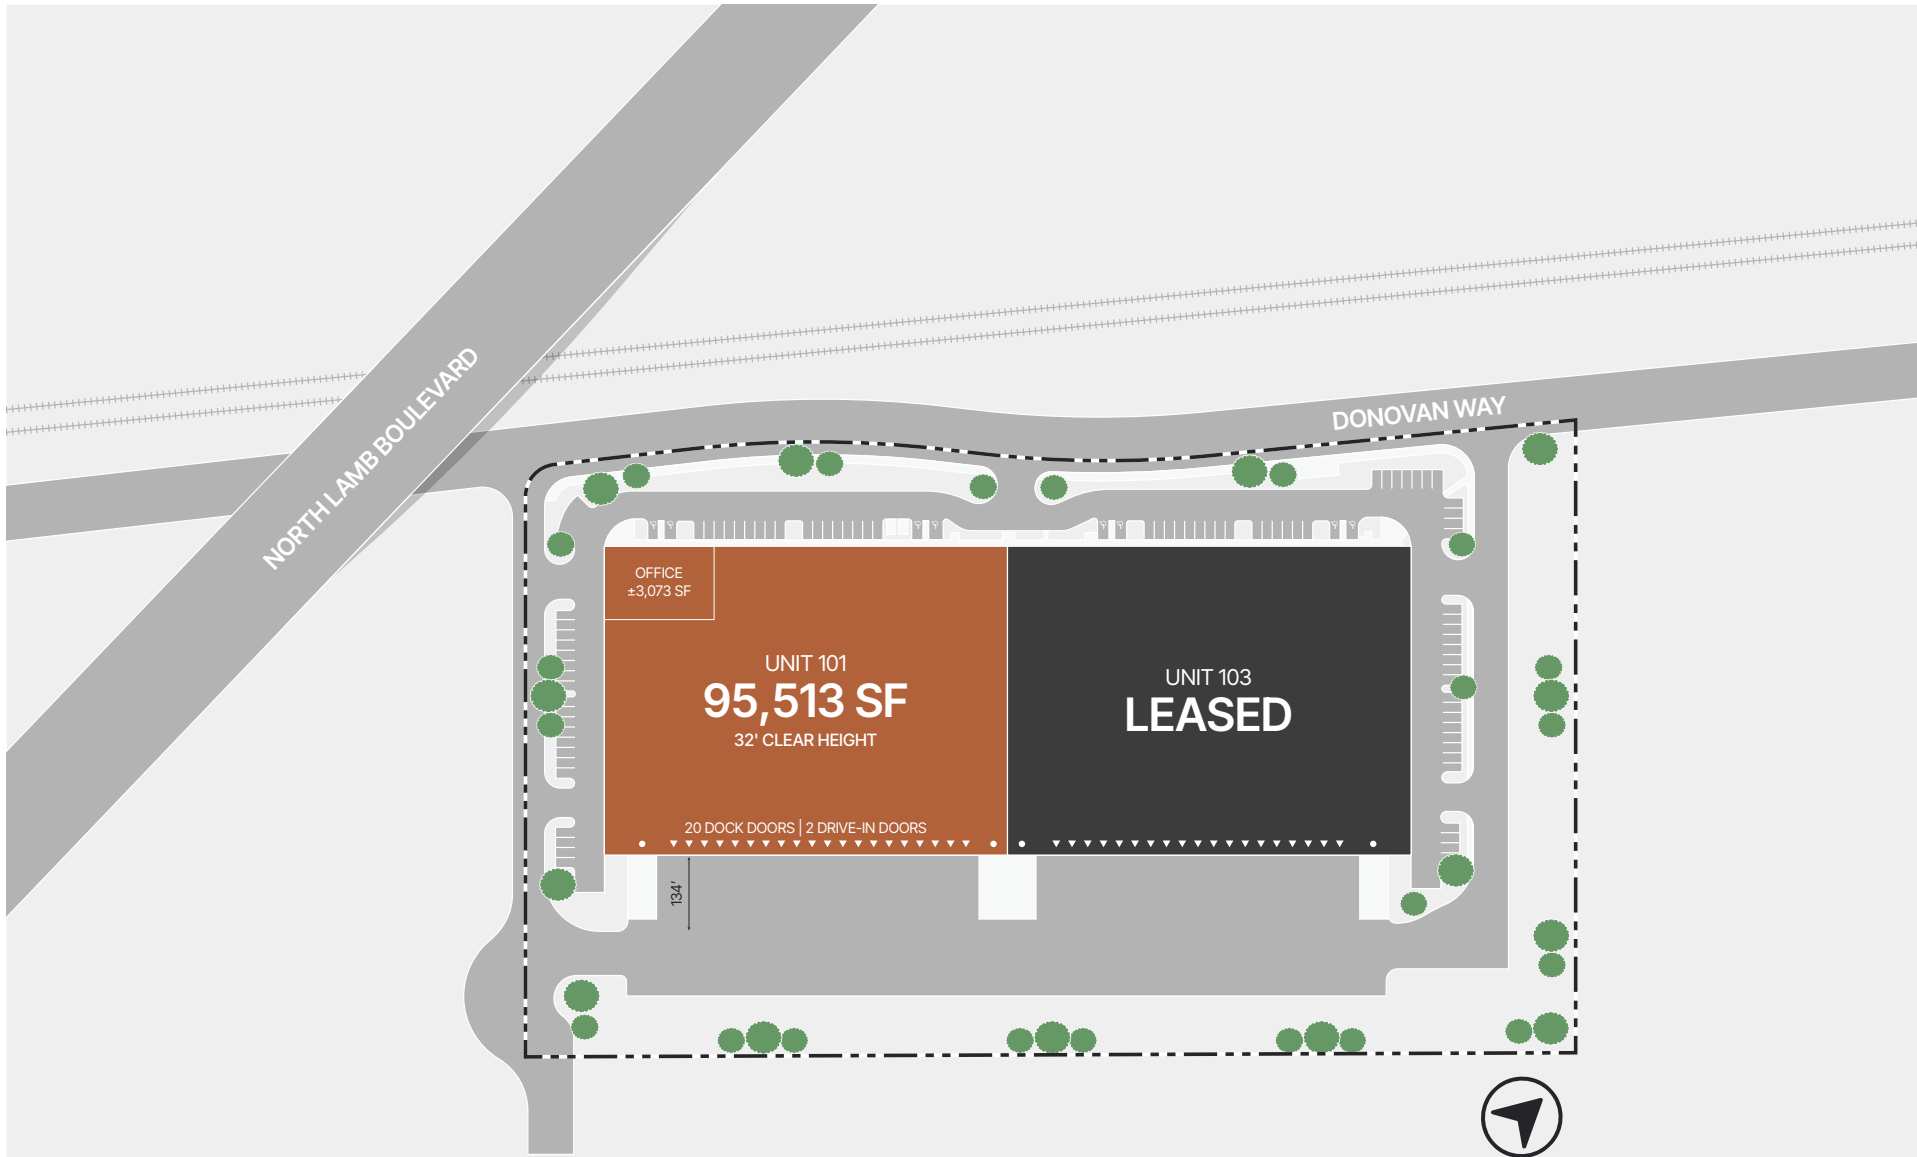 NORTH LAMB BOULEVARD
DONOVAN WAY
OFFICE
±3,073 SF
UNIT 101
95,513 SF
32' CLEAR HEIGHT
20 DOCK DOORS | 2 DRIVE-IN DOORS
UNIT 103
LEASED
134'